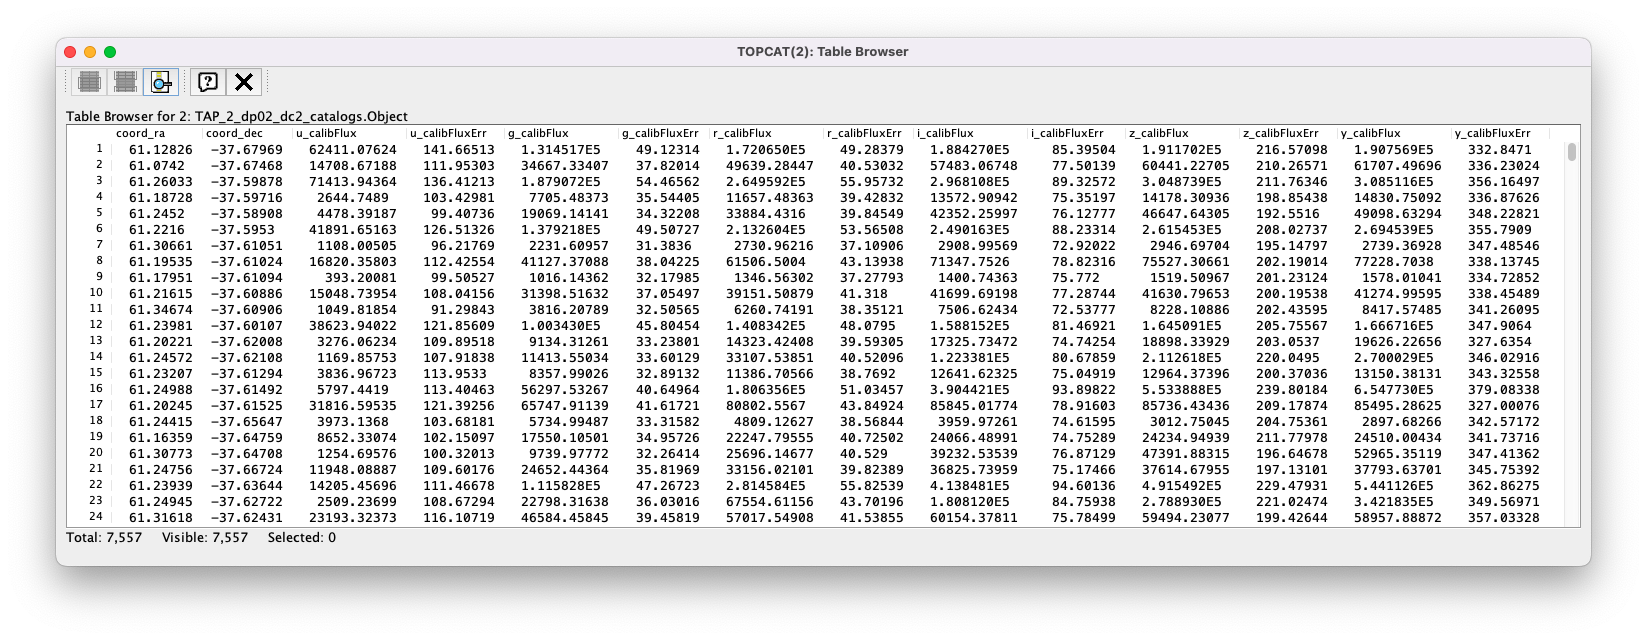 TOPCAT(2): Table Browser
Table Browser for 2: TAP_2_dp02_dc2_catalogs.Object
coord_ra coord_dec u_calibFlux u_calibFluxErr g_calibFlux g_calibFluxErr r_calibFlux r_calibFluxErr i_calibFlux i_calibFluxErr z_calibFlux z_calibFluxErr y_calibFlux y_calibFluxErr
1 61.12826 -37.67969 62411.07624 141.66513 1.314517E5 49.12314 1.720650E5 49.28379 1.884270E5 85.39504 1.911702E5 216.57098 1.907569E5 332.8471
2 61.0742 -37.67468 14708.67188 111.95303 34667.33407 37.82014 49639.28447 40.53032 57483.06748 77.50139 60441.22705 210.26571 61707.49696 336.23024
3 61.26033 -37.59878 71413.94364 136.41213 1.879072E5 54.46562 2.649592E5 55.95732 2.968108E5 89.32572 3.048739E5 211.76346 3.085116E5 356.16497
4 61.18728 -37.59716 2644.7489 103.42981 7705.48373 35.54405 11657.48363 39.42832 13572.90942 75.35197 14178.30936 198.85438 14830.75092 336.87626
5 61.2452 -37.58908 4478.39187 99.40736 19069.14141 34.32208 33884.4316 39.84549 42352.25997 76.12777 46647.64305 192.5516 49098.63294 348.22821
6 61.2216 -37.5953 41891.65163 126.51326 1.379218E5 49.50727 2.132604E5 53.56508 2.490163E5 88.23314 2.615453E5 208.02737 2.694539E5 355.7909
7 61.30661 -37.61051 1108.00505 96.21769 2231.60957 31.3836 2730.96216 37.10906 2908.99569 72.92022 2946.69704 195.14797 2739.36928 347.48546
8 61.19535 -37.61024 16820.35803 112.42554 41127.37088 38.04225 61506.5004 43.13938 71347.7526 78.82316 75527.30661 202.19014 77228.7038 338.13745
9 61.17951 -37.61094 393.20081 99.50527 1016.14362 32.17985 1346.56302 37.27793 1400.74363 75.772 1519.50967 201.23124 1578.01041 334.72852
10 61.21615 -37.60886 15048.73954 108.04156 31398.51632 37.05497 39151.50879 41.318 41699.69198 77.28744 41630.79653 200.19538 41274.99595 338.45489
11 61.34674 -37.60906 1049.81854 91.29843 3816.20789 32.50565 6260.74191 38.35121 7506.62434 72.53777 8228.10886 202.43595 8417.57485 341.26095
12 61.23981 -37.60107 38623.94022 121.85609 1.003430E5 45.80454 1.408342E5 48.0795 1.588152E5 81.46921 1.645091E5 205.75567 1.666716E5 347.9064
13 61.20221 -37.62008 3276.06234 109.89518 9134.31261 33.23801 14323.42408 39.59305 17325.73472 74.74254 18898.33929 203.0537 19626.22656 327.6354
14 61.24572 -37.62108 1169.85753 107.91838 11413.55034 33.60129 33107.53851 40.52096 1.223381E5 80.67859 2.112618E5 220.0495 2.700029E5 346.02916
15 61.23207 -37.61294 3836.96723 113.9533 8357.99026 32.89132 11386.70566 38.7692 12641.62325 75.04919 12964.37396 200.37036 13150.38131 343.32558
16 61.24988 -37.61492 5797.4419 113.40463 56297.53267 40.64964 1.806356E5 51.03457 3.904421E5 93.89822 5.533888E5 239.80184 6.547730E5 379.08338
17 61.20245 -37.61525 31816.59535 121.39256 65747.91139 41.61721 80802.5567 43.84924 85845.01774 78.91603 85736.43436 209.17874 85495.28625 327.00076
18 61.24415 -37.65647 3973.1368 103.68181 5734.99487 33.31582 4809.12627 38.56844 3959.97261 74.61595 3012.75045 204.75361 2897.68266 342.57172
19 61.16359 -37.64759 8652.33074 102.15097 17550.10501 34.95726 22247.79555 40.72502 24066.48991 74.75289 24234.94939 211.77978 24510.00434 341.73716
20 61.30773 -37.64708 1254.69576 100.32013 9739.97772 32.26414 25696.14677 40.529 39232.53539 76.87129 47391.88315 196.64678 52965.35119 347.41362
21 61.24756 -37.66724 11948.08887 109.60176 24652.44364 35.81969 33156.02101 39.82389 36825.73959 75.17466 37614.67955 197.13101 37793.63701 345.75392
22 61.23939 -37.63644 14205.45696 111.46678 1.115828E5 47.26723 2.814584E5 55.82539 4.138481E5 94.60136 4.915492E5 229.47931 5.441126E5 362.86275
23 61.24945 -37.62722 2509.23699 108.67294 22798.31638 36.03016 67554.61156 43.70196 1.808120E5 84.75938 2.788930E5 221.02474 3.421835E5 349.56971
24 61.31618 -37.62431 23193.32373 116.10719 46584.45845 39.45819 57017.54908 41.53855 60154.37811 75.78499 59494.23077 199.42644 58957.88872 357.03328
Total: 7,557 Visible: 7,557 Selected: 0